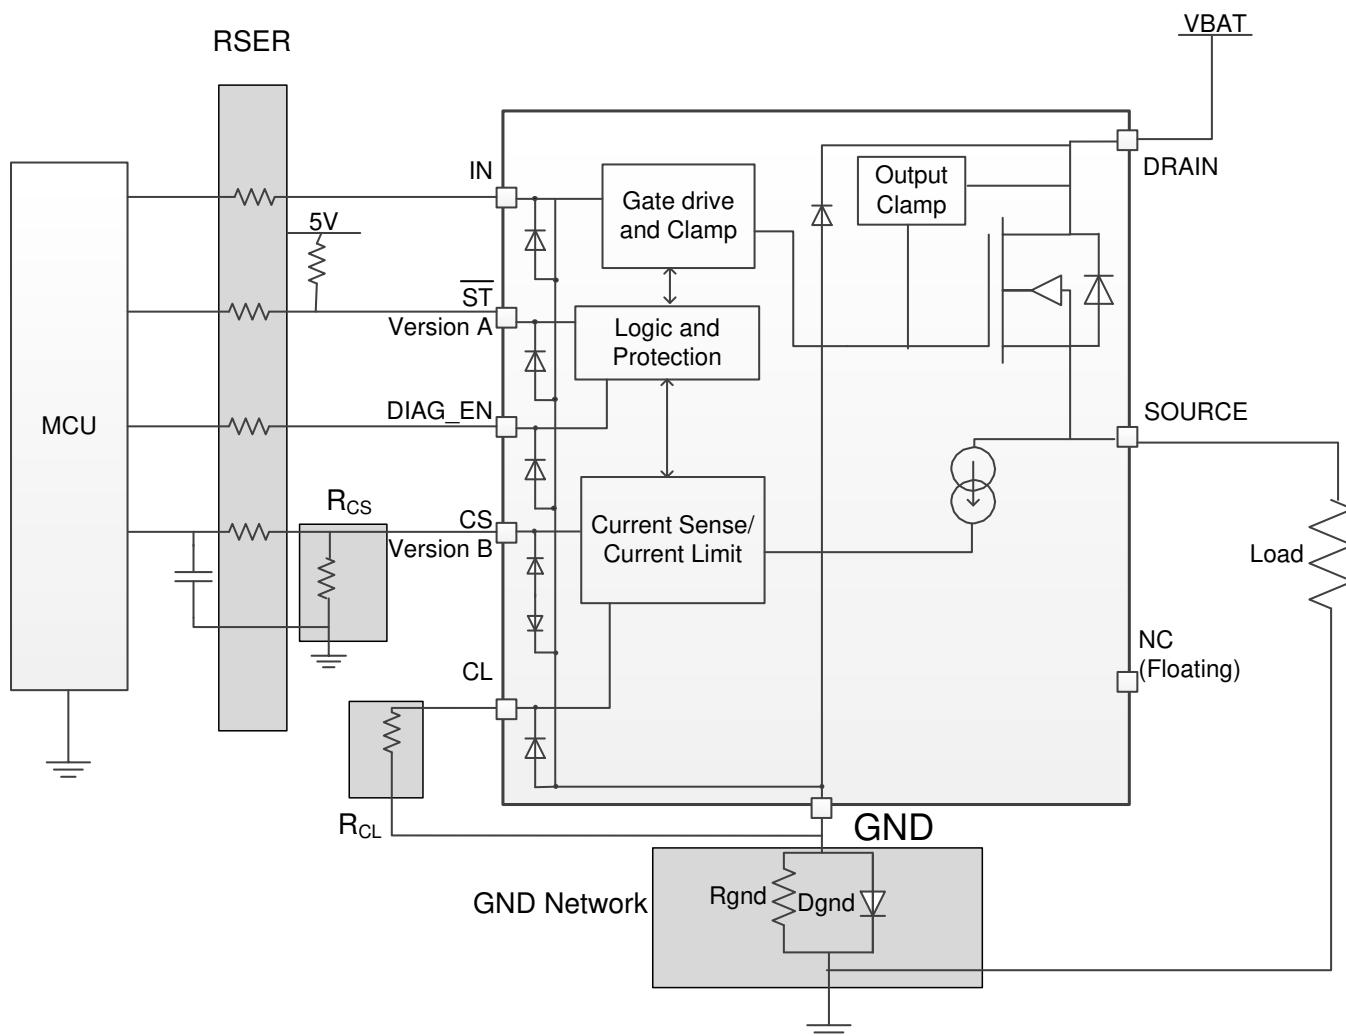 VBAT
RSER
IN
DRAIN
Gate drive
and Clamp
Output
Clamp
5V
ST
Version A
Logic and
Protection
MCU
DIAG_EN
SOURCE
RCS
CS
Version B
Current Sense/
Current Limit
Load
NC
(Floating)
CL
RCL
GND
GND Network
Rgnd
Dgnd